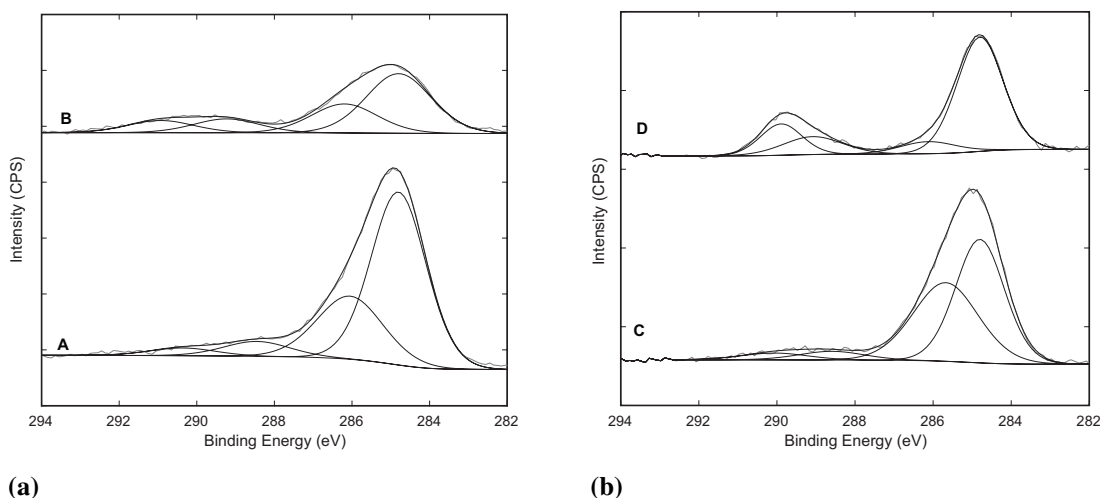 B
A
Intensity (CPS)
294 292 290 288 286 284 282
Binding Energy (eV)
(a)
D
C
Intensity (CPS)
294 292 290 288 286 284 282
Binding Energy (eV)
(b)